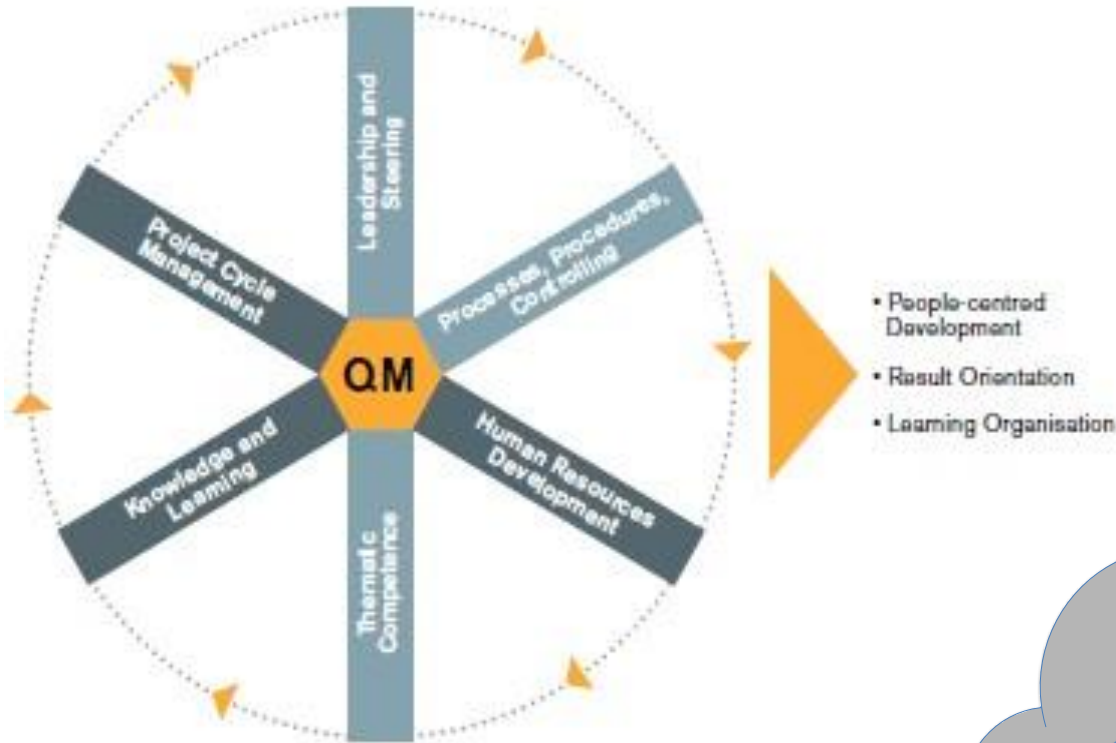 Leadership and
Steering
Processes, Procedures,
Controlling
Human Resources
Development
Thematic
Competence
Knowledge and
Learning
Project Cycle
Management
QM
• People-centred
Development
• Result Orientation
• Learning Organisation